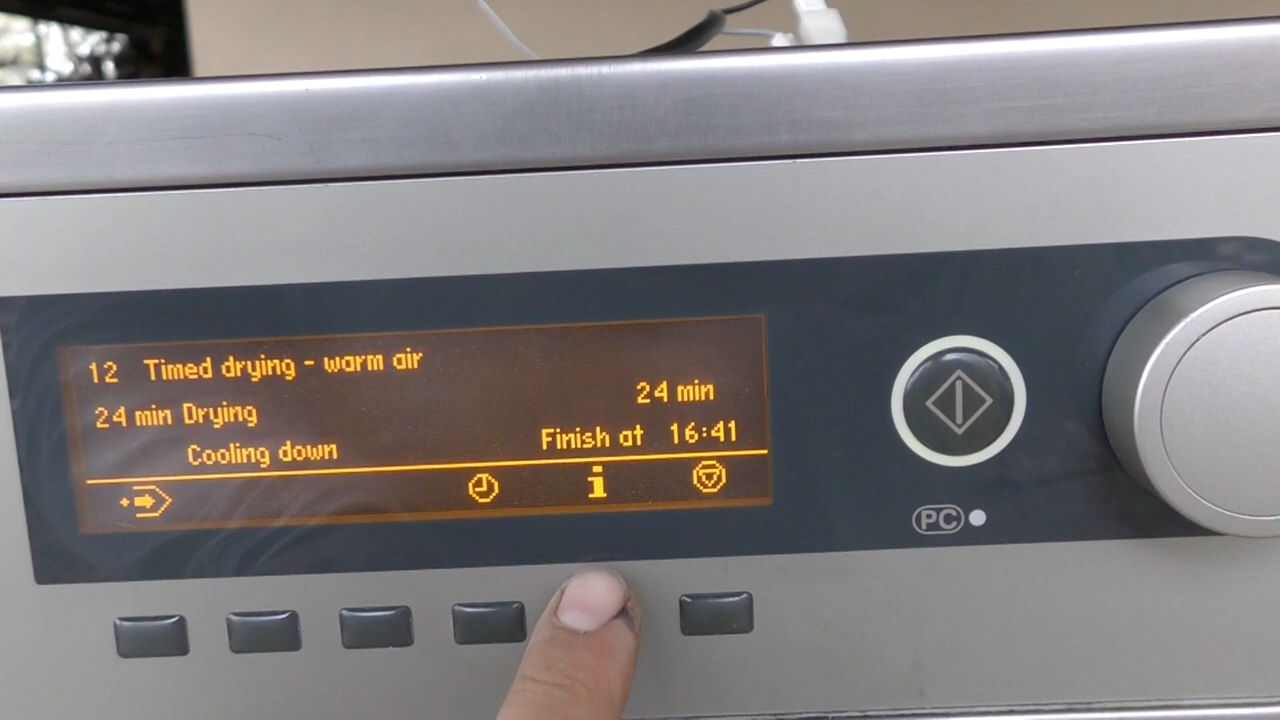 12 Timed drying - warm air
24 min Drying 24 min
Cooling down Finish at 16:41
i
PC